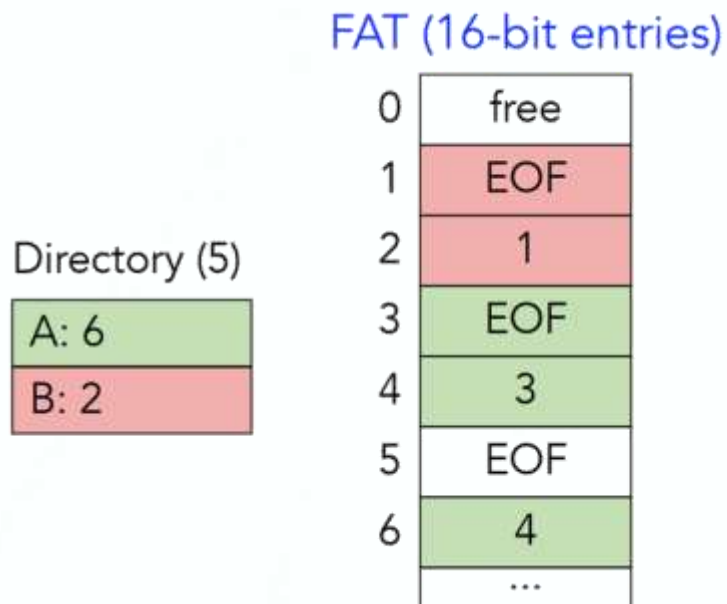 FAT (16-bit entries)
0 free
1 EOF
2 1
Directory (5)
A: 6
B: 2
3 EOF
4 3
5 EOF
6 4
...